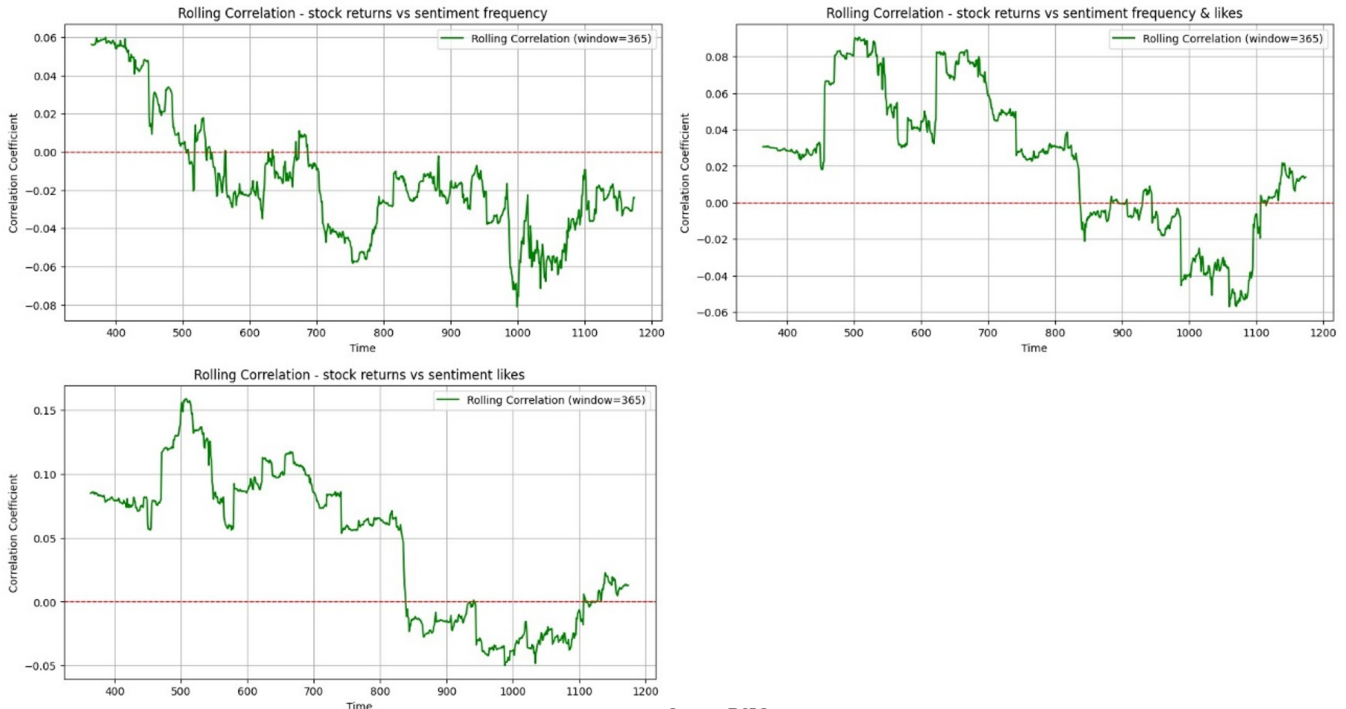 Rolling Correlation - stock returns vs sentiment frequency
Rolling Correlation (window=365)
Correlation Coefficient
0.06
0.04
0.02
0.00
−0.02
−0.04
−0.06
−0.08
400 500 600 700 800 900 1000 1100 1200
Time
Rolling Correlation - stock returns vs sentiment frequency & likes
Rolling Correlation (window=365)
Correlation Coefficient
0.08
0.06
0.04
0.02
0.00
−0.02
−0.04
−0.06
400 500 600 700 800 900 1000 1100 1200
Time
Rolling Correlation - stock returns vs sentiment likes
Rolling Correlation (window=365)
Correlation Coefficient
0.15
0.10
0.05
0.00
−0.05
400 500 600 700 800 900 1000 1100 1200
Time